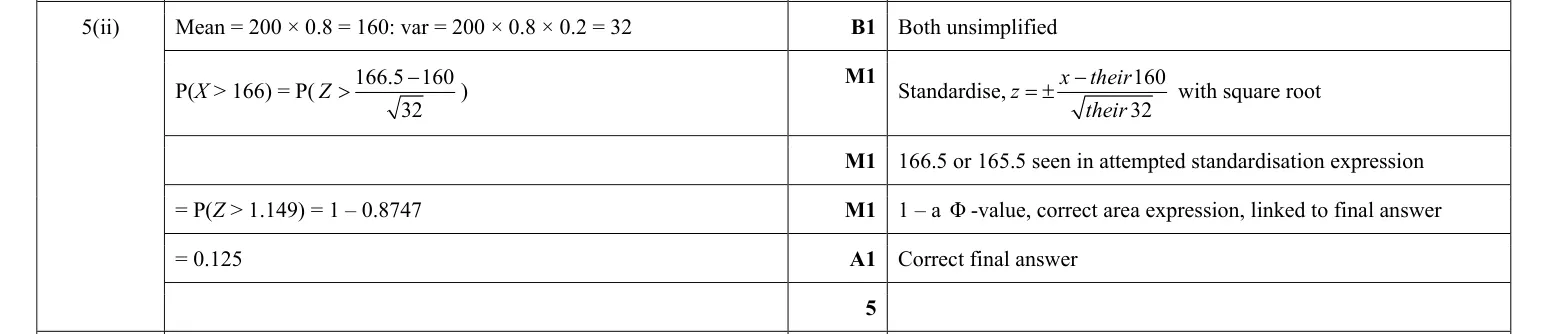 5(ii) Mean = 200 × 0.8 = 160: var = 200 × 0.8 × 0.2 = 32 B1 Both unsimplified
P(X > 166) = P( Z > (166.5 − 160)/√32 ) M1 Standardise, z = ± (x − their 160)/√(their 32) with square root
M1 166.5 or 165.5 seen in attempted standardisation expression
= P(Z > 1.149) = 1 – 0.8747 M1 1 – a Φ -value, correct area expression, linked to final answer
= 0.125 A1 Correct final answer
5